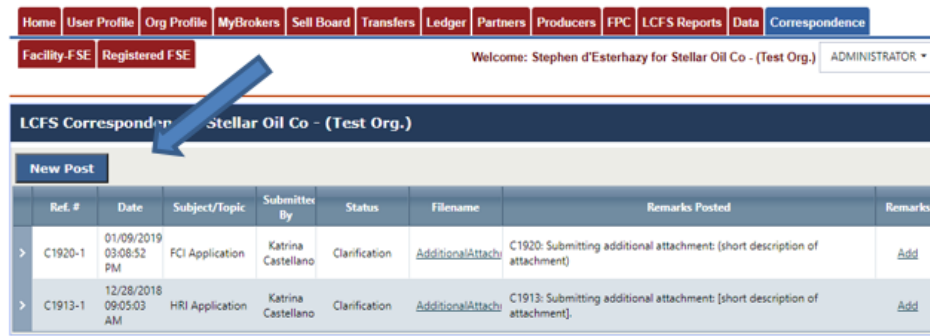 Home User Profile Org Profile MyBrokers Sell Board Transfers Ledger Partners Producers FPC LCFS Reports Data Correspondence
Facility-FSE Registered FSE Welcome: Stephen d'Esterhazy for Stellar Oil Co - (Test Org.) ADMINISTRATOR
LCFS Corresponden Stellar Oil Co - (Test Org.)
New Post
Ref. # Date Subject/Topic Submitted By Status Filename Remarks Posted Remarks
C1920-1 01/09/2019 03:08:52 PM FCI Application Katrina Castellano Clarification AdditionalAttach C1920: Submitting additional attachment: (short description of attachment) Add
C1913-1 12/28/2018 09:05:03 AM HRI Application Katrina Castellano Clarification AdditionalAttach C1913: Submitting additional attachment: [short description of attachment]. Add